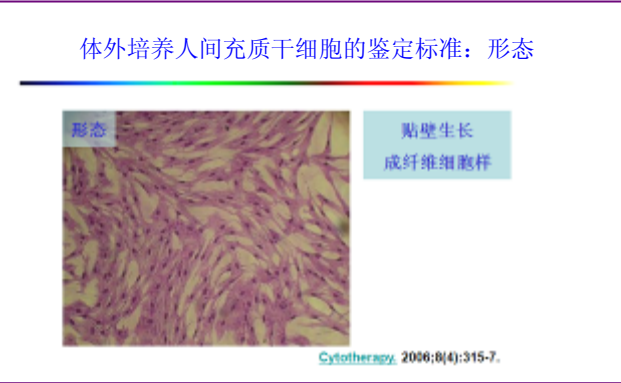 体外培养人间充质干细胞的鉴定标准：形态
形态
贴壁生长
成纤维细胞样
Cytotherapy. 2006;8(4):315-7.